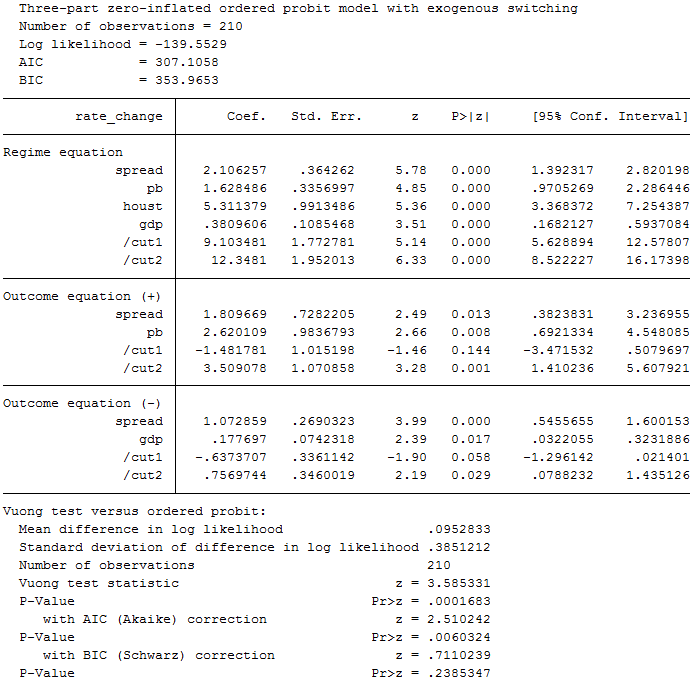 Three-part zero-inflated ordered probit model with exogenous switching
Number of observations = 210
Log likelihood = -139.5529
AIC            = 307.1058
BIC            = 353.9653
rate_change Coef. Std. Err. z P>|z| [95% Conf. Interval]
Regime equation
spread 2.106257 .364262 5.78 0.000 1.392317 2.820198
pb 1.628486 .3356997 4.85 0.000 .9705269 2.286446
houst 5.311379 .9913486 5.36 0.000 3.368372 7.254387
gdp .3809606 .1085468 3.51 0.000 .1682127 .5937084
/cut1 9.103481 1.772781 5.14 0.000 5.628894 12.57807
/cut2 12.3481 1.952013 6.33 0.000 8.522227 16.17398
Outcome equation (+)
spread 1.809669 .7282205 2.49 0.013 .3823831 3.236955
pb 2.620109 .9836793 2.66 0.008 .6921334 4.548085
/cut1 -1.481781 1.015198 -1.46 0.144 -3.471532 .5079697
/cut2 3.509078 1.070858 3.28 0.001 1.410236 5.607921
Outcome equation (-)
spread 1.072859 .2690323 3.99 0.000 .5455655 1.600153
gdp .177697 .0742318 2.39 0.017 .0322055 .3231886
/cut1 -.6373707 .3361142 -1.90 0.058 -1.296142 .021401
/cut2 .7569744 .3460019 2.19 0.029 .0788232 1.435126
Vuong test versus ordered probit:
Mean difference in log likelihood .0952833
Standard deviation of difference in log likelihood .3851212
Number of observations 210
Vuong test statistic z = 3.585331
P-Value Pr>z = .0001683
with AIC (Akaike) correction z = 2.510242
P-Value Pr>z = .0060324
with BIC (Schwarz) correction z = .7110239
P-Value Pr>z = .2385347